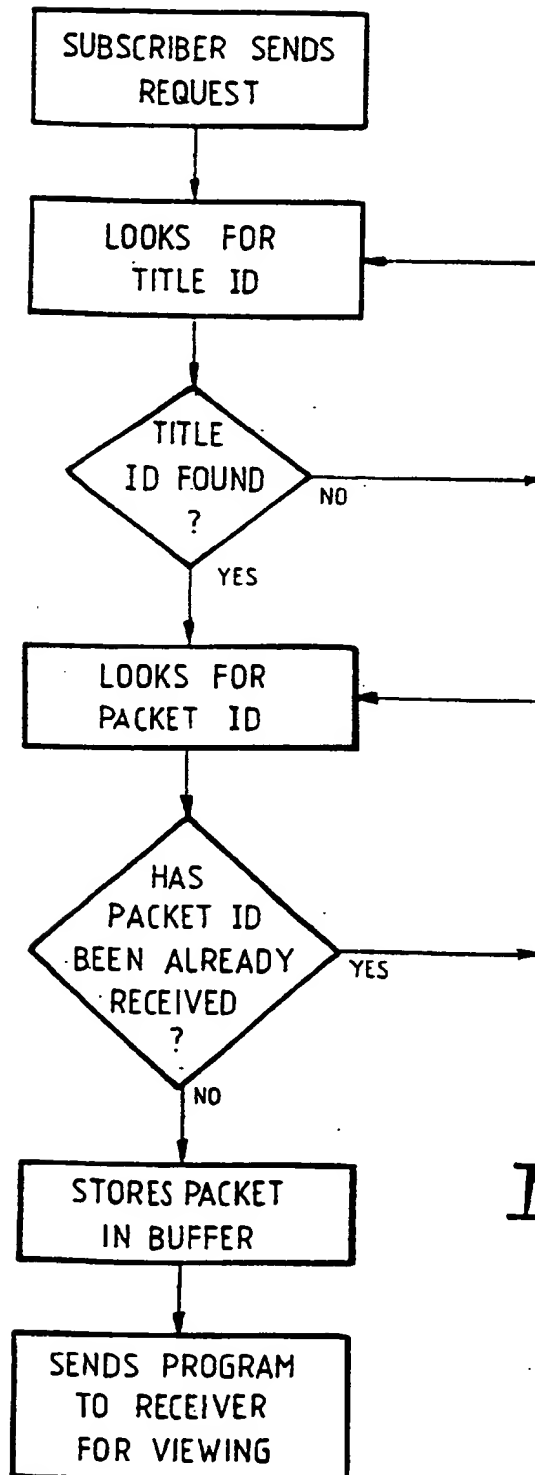 SUBSCRIBER SENDS
REQUEST
LOOKS FOR
TITLE ID
TITLE
ID FOUND
?
NO
YES
LOOKS FOR
PACKET ID
HAS
PACKET ID
BEEN ALREADY
RECEIVED
?
YES
NO
STORES PACKET
IN BUFFER
SENDS PROGRAM
TO RECEIVER
FOR VIEWING